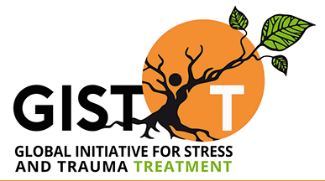 GIST T
GLOBAL INITIATIVE FOR STRESS
AND TRAUMA TREATMENT